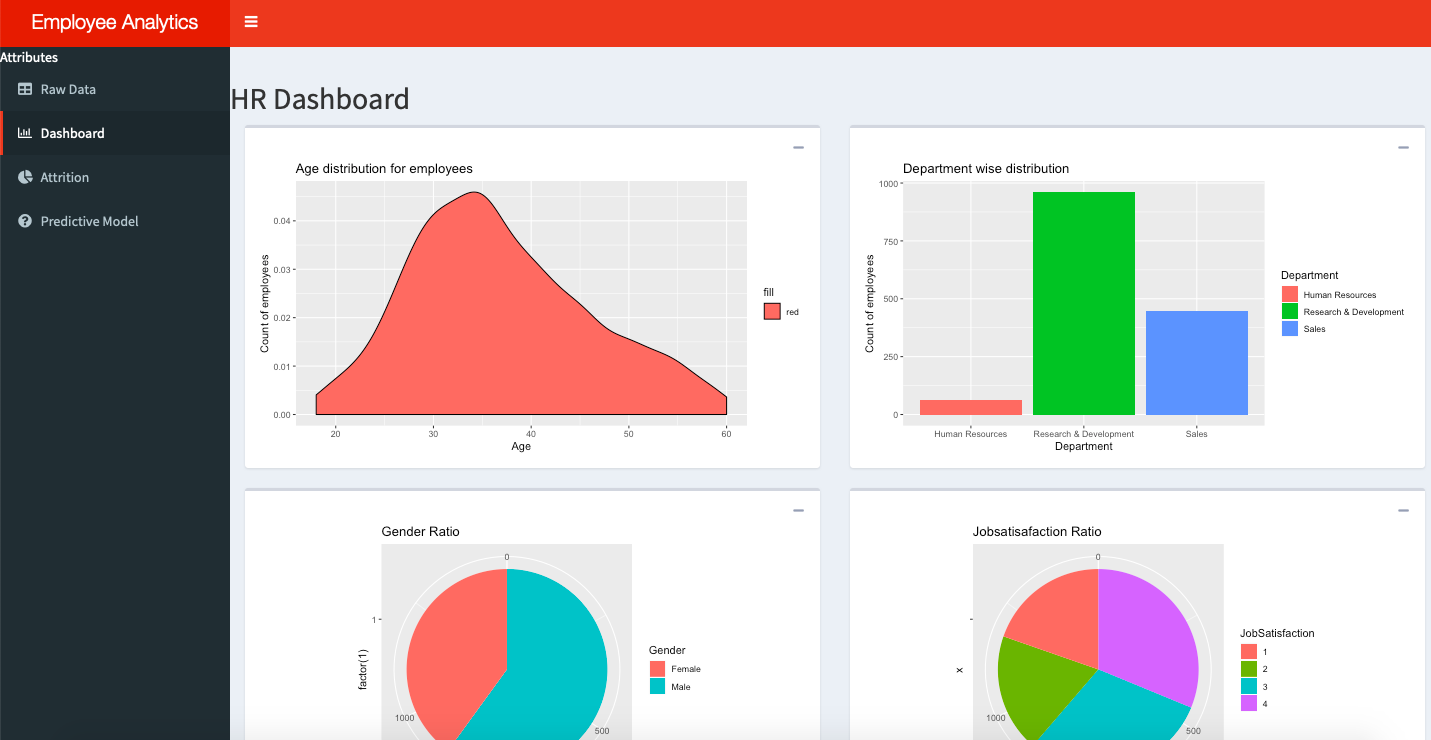 Employee Analytics
Attributes
Raw Data
Dashboard
Attrition
Predictive Model
HR Dashboard
Age distribution for employees
Count of employees
0.04
0.03
0.02
0.01
0.00
20 30 40 50 60
Age
fill
red
Department wise distribution
Count of employees
1000
750
500
250
0
Human Resources Research & Development Sales
Department
Department
Human Resources
Research & Development
Sales
Gender Ratio
0
1
factor(1)
1000
500
Gender
Female
Male
Jobsatisafaction Ratio
0
x
1000
500
JobSatisfaction
1
2
3
4